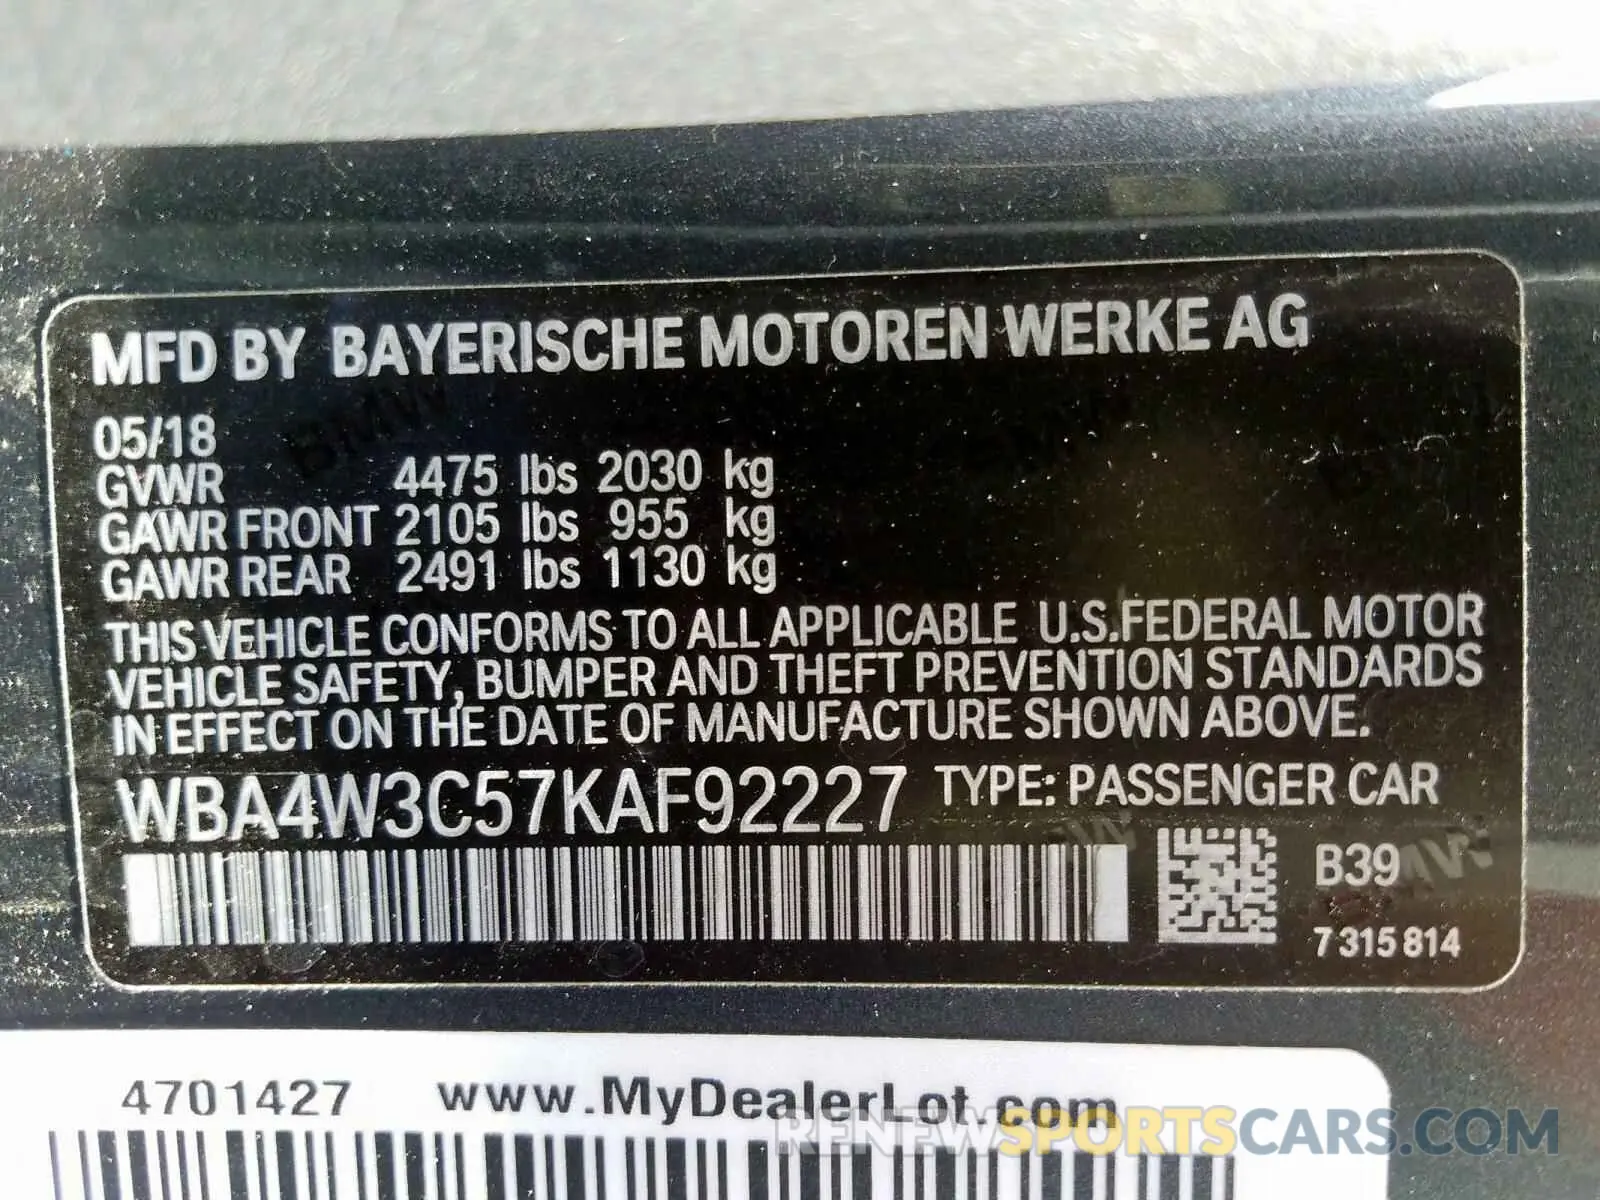 MFD BY BAYERISCHE MOTOREN WERKE AG
05/18
GVWR 4475 lbs 2030 kg
GAWR FRONT 2105 lbs 955 kg
GAWR REAR 2491 lbs 1130 kg
THIS VEHICLE CONFORMS TO ALL APPLICABLE U.S.FEDERAL MOTOR
VEHICLE SAFETY, BUMPER AND THEFT PREVENTION STANDARDS
IN EFFECT ON THE DATE OF MANUFACTURE SHOWN ABOVE.
WBA4W3C57KAF92227 TYPE: PASSENGER CAR
B39
7 315 814
4701427 www.MyDealerLot.com
RENEWSPORTSCARS.COM